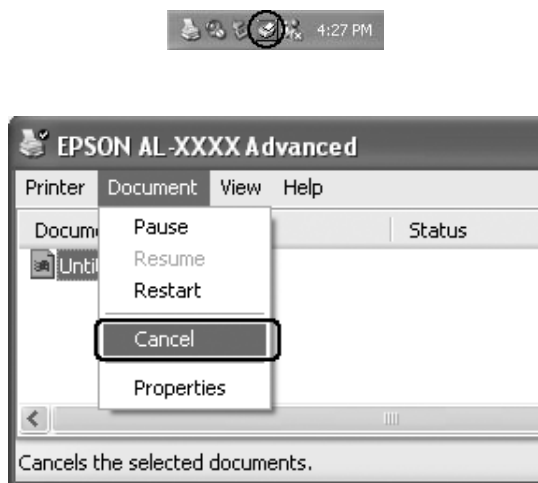 4:27 PM
EPSON AL-XXXX Advanced
Printer Document View Help
Docum Status
Pause
Unti
Resume
Restart
Cancel
Properties
Cancels the selected documents.